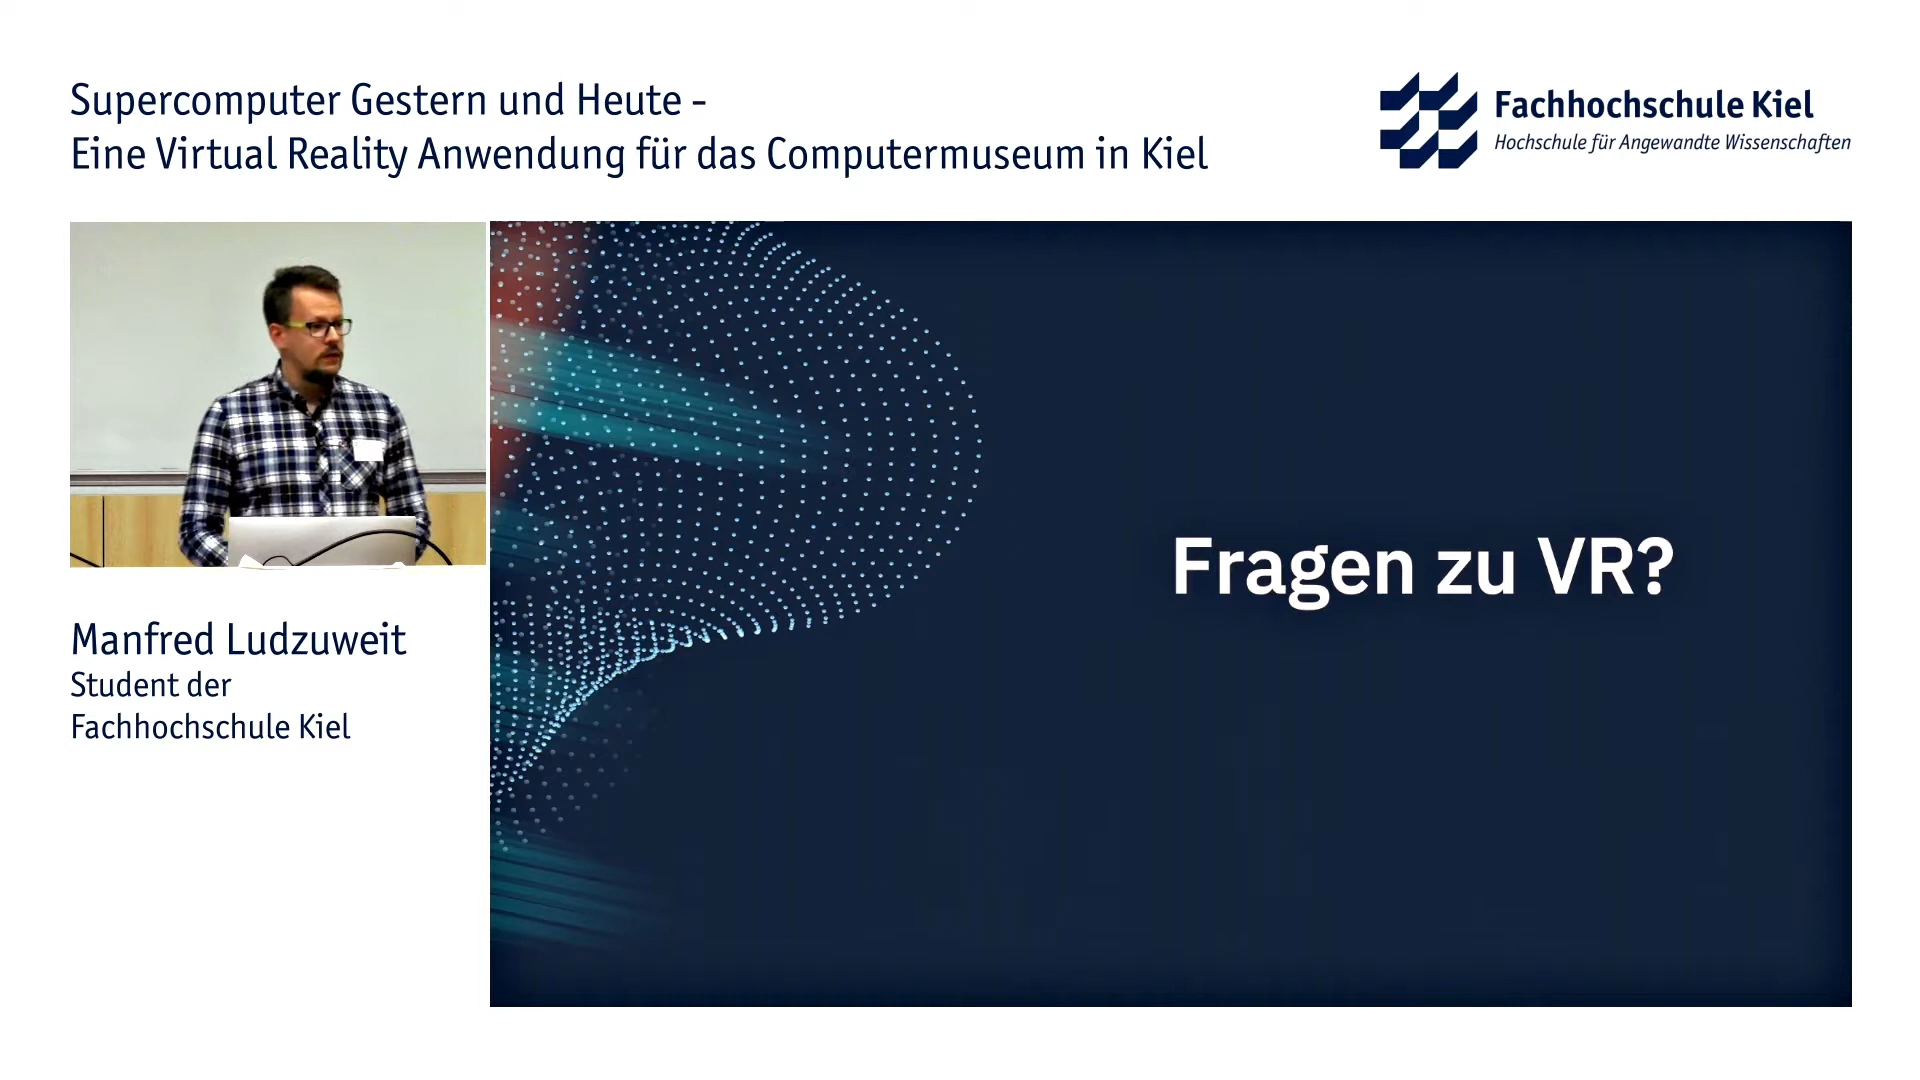 Supercomputer Gestern und Heute -
Eine Virtual Reality Anwendung für das Computermuseum in Kiel
Fachhochschule Kiel
Hochschule für Angewandte Wissenschaften
Fragen zu VR?
Manfred Ludzuweit
Student der
Fachhochschule Kiel